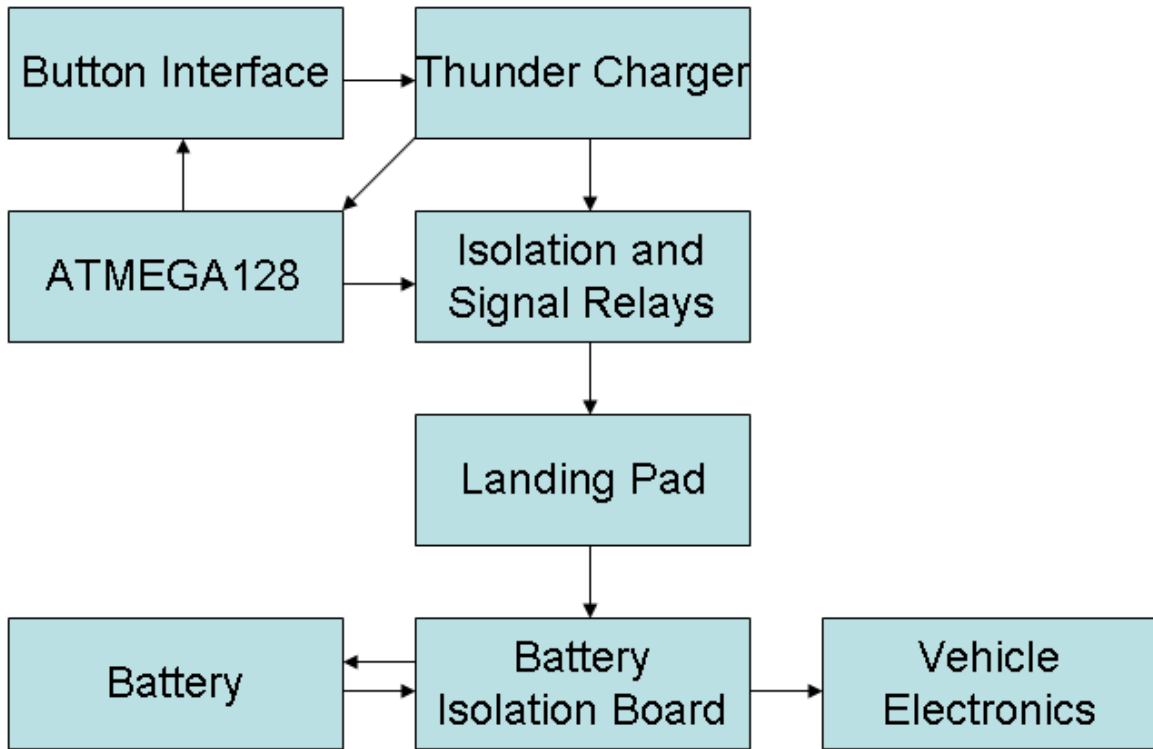 Button Interface
Thunder Charger
ATMEGA128
Isolation and
Signal Relays
Landing Pad
Battery
Battery
Isolation Board
Vehicle
Electronics